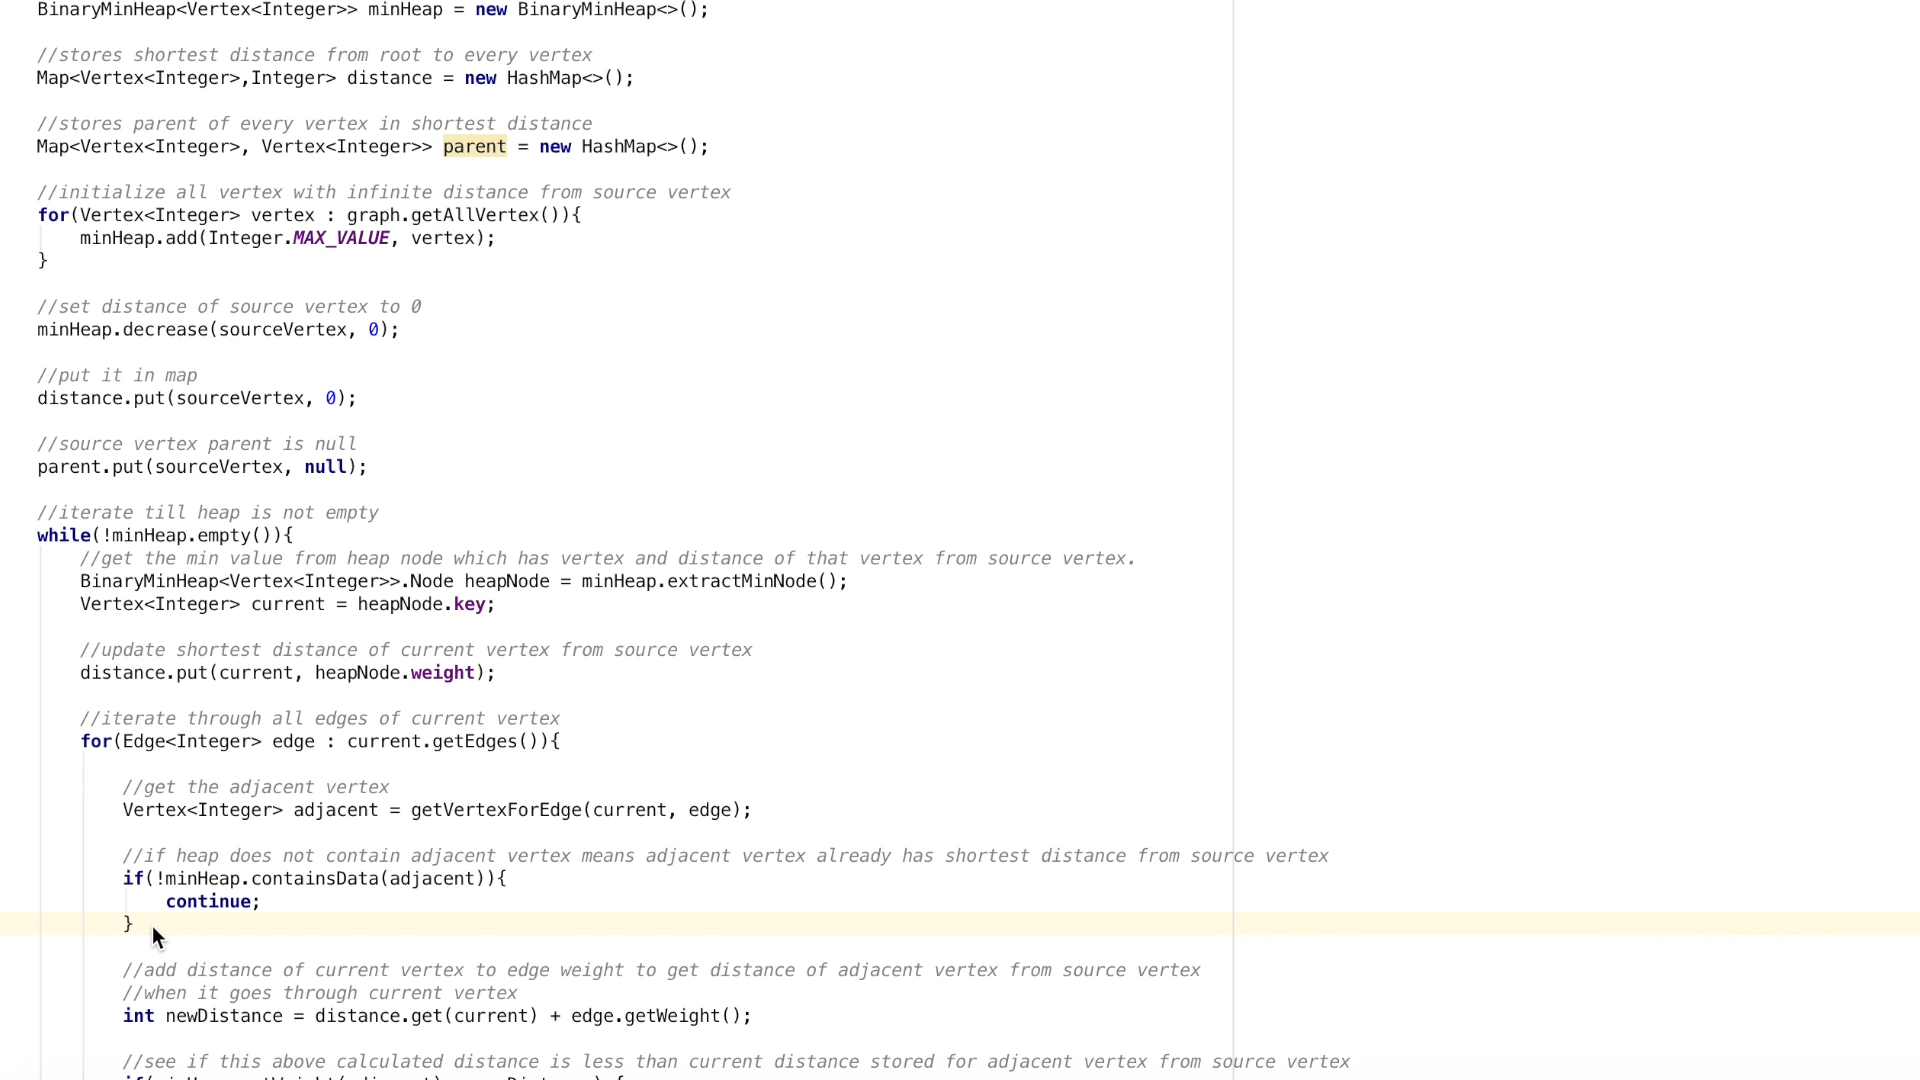 BinaryMinHeap<Vertex<Integer>> minHeap = new BinaryMinHeap<>();
//stores shortest distance from root to every vertex
Map<Vertex<Integer>,Integer> distance = new HashMap<>();
//stores parent of every vertex in shortest distance
Map<Vertex<Integer>, Vertex<Integer>> parent = new HashMap<>();
//initialize all vertex with infinite distance from source vertex
for(Vertex<Integer> vertex : graph.getAllVertex()){
minHeap.add(Integer.MAX_VALUE, vertex);
}
//set distance of source vertex to 0
minHeap.decrease(sourceVertex, 0);
//put it in map
distance.put(sourceVertex, 0);
//source vertex parent is null
parent.put(sourceVertex, null);
//iterate till heap is not empty
while(!minHeap.empty()){
//get the min value from heap node which has vertex and distance of that vertex from source vertex.
BinaryMinHeap<Vertex<Integer>>.Node heapNode = minHeap.extractMinNode();
Vertex<Integer> current = heapNode.key;
//update shortest distance of current vertex from source vertex
distance.put(current, heapNode.weight);
//iterate through all edges of current vertex
for(Edge<Integer> edge : current.getEdges()){
//get the adjacent vertex
Vertex<Integer> adjacent = getVertexForEdge(current, edge);
//if heap does not contain adjacent vertex means adjacent vertex already has shortest distance from source vertex
if(!minHeap.containsData(adjacent)){
continue;
}
//add distance of current vertex to edge weight to get distance of adjacent vertex from source vertex
//when it goes through current vertex
int newDistance = distance.get(current) + edge.getWeight();
//see if this above calculated distance is less than current distance stored for adjacent vertex from source vertex